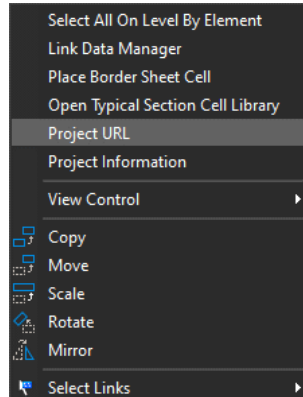 Select All On Level By Element
Link Data Manager
Place Border Sheet Cell
Open Typical Section Cell Library
Project URL
Project Information
View Control
Copy
Move
Scale
Rotate
Mirror
Select Links